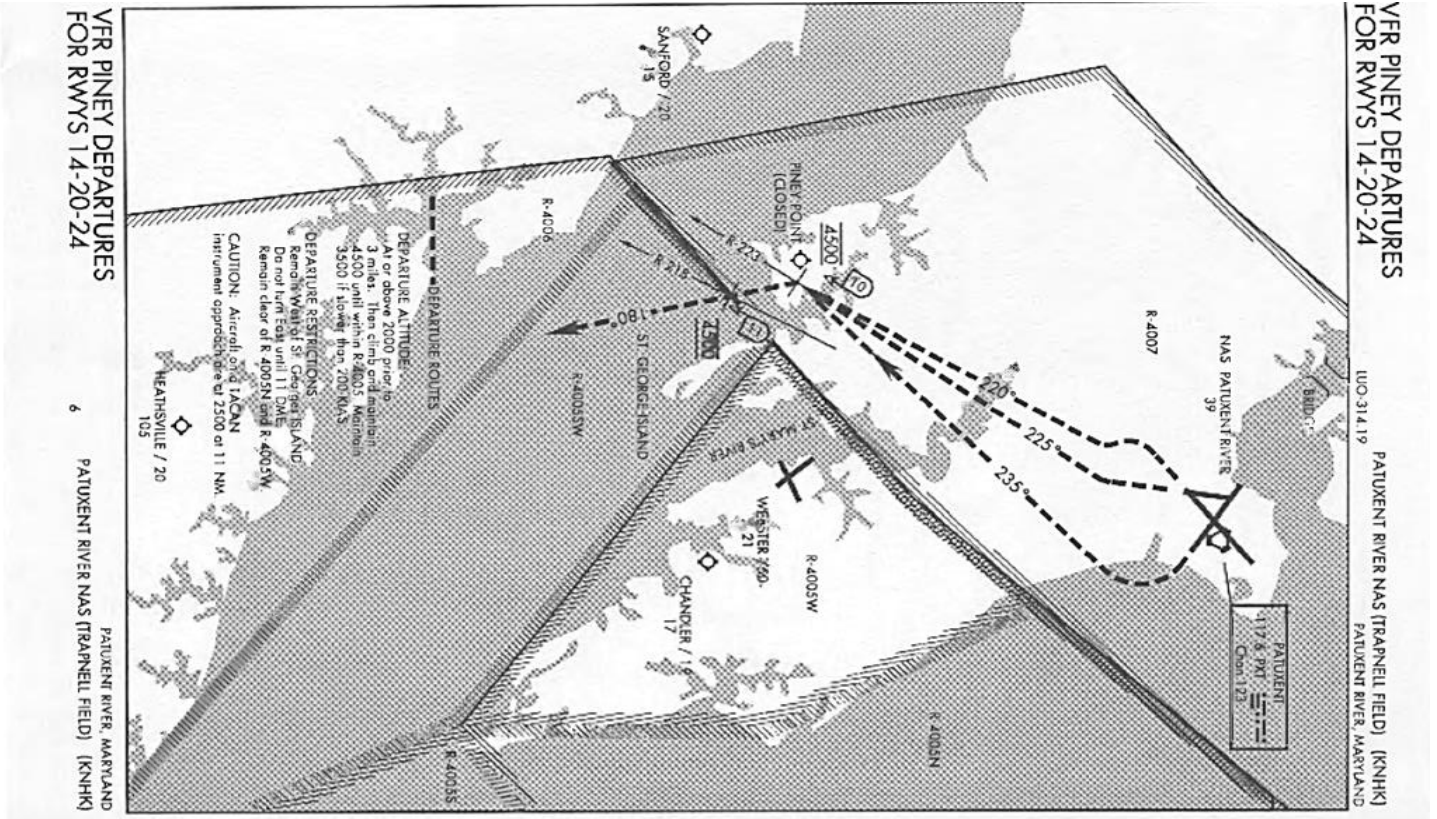 VFR PINEY DEPARTURES
FOR RWYS 14-20-24
LUO-314.19
PATUXENT RIVER NAS (TRAPNELL FIELD) (KNHK)
PATUXENT RIVER, MARYLAND
BRIDGE
NAS PATUXENT RIVER
39
PATUXENT
117.6 PXT
Chan 123
R-4007
220°
225°
235°
10
4500
PINEY POINT
(CLOSED)
R-223
R 215
11
4500
180°
SANFORD / 20
15
ST GEORGE ISLAND
ST MARY'S RIVER
WEBSTER
21
R-4005W
CHANDLER /
17
R-4005N
R-4005SW
R-4006
R-4005S
DEPARTURE ROUTES
DEPARTURE ALTITUDE:
At or above 2000 prior to
3 miles. Then climb and maintain
4500 until within R-4005. Maintain
3500 if slower than 200 KIAS
DEPARTURE RESTRICTIONS
Remain West of St. Georges ISLAND
Do not turn East until 11 DME.
Remain clear of R-4005N and R-4005W.
CAUTION: Aircraft on a TACAN
instrument approach are at 2500 at 11 NM.
HEATHSVILLE / 20
105
VFR PINEY DEPARTURES
FOR RWYS 14-20-24
6
PATUXENT RIVER, MARYLAND
PATUXENT RIVER NAS (TRAPNELL FIELD) (KNHK)